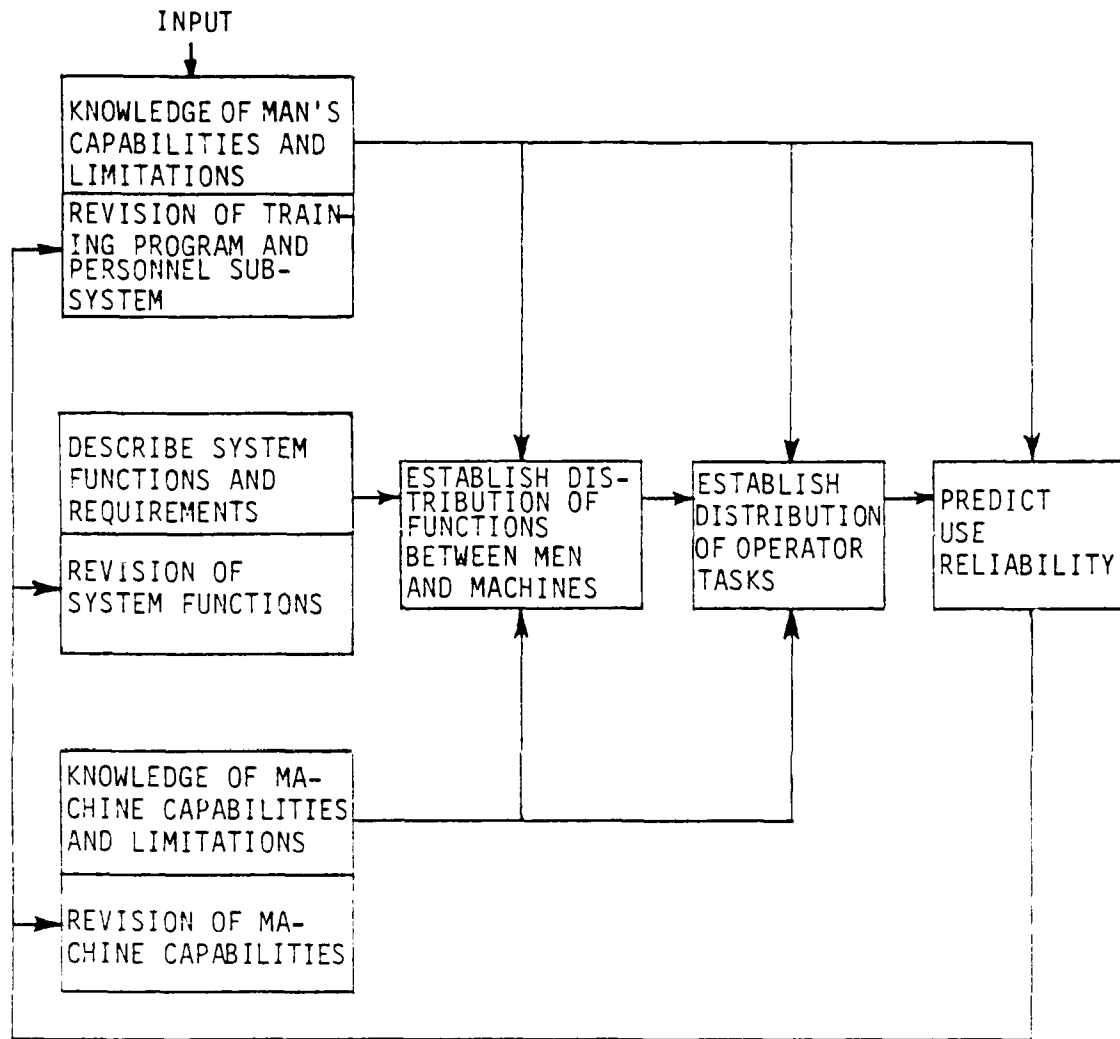 INPUT
KNOWLEDGE OF MAN'S
CAPABILITIES AND
LIMITATIONS
REVISION OF TRAIN-
ING PROGRAM AND
PERSONNEL SUB-
SYSTEM
DESCRIBE SYSTEM
FUNCTIONS AND
REQUIREMENTS
REVISION OF
SYSTEM FUNCTIONS
KNOWLEDGE OF MA-
CHINE CAPABILITIES
AND LIMITATIONS
REVISION OF MA-
CHINE CAPABILITIES
ESTABLISH DIS-
TRIBUTION OF
FUNCTIONS
BETWEEN MEN
AND MACHINES
ESTABLISH
DISTRIBUTION
OF OPERATOR
TASKS
PREDICT
USE
RELIABILITY